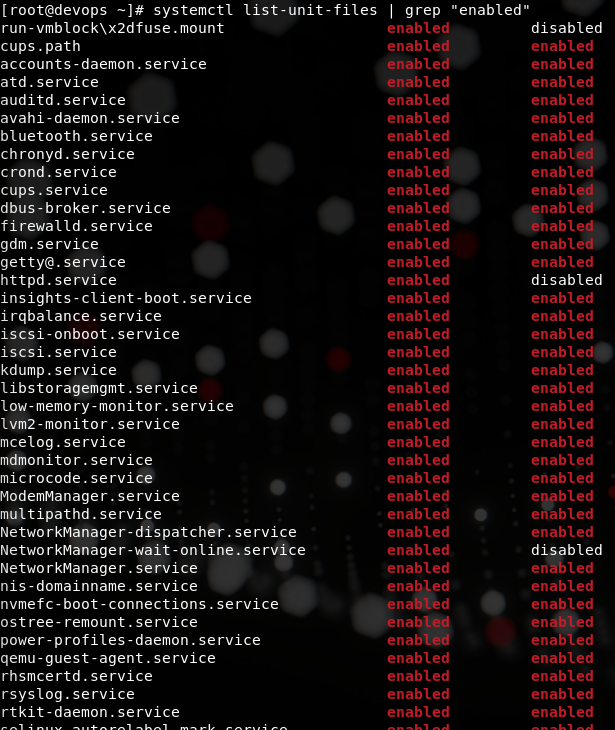 [root@devops ~]# systemctl list-unit-files | grep "enabled"
run-vmblock\x2dfuse.mount enabled disabled
cups.path enabled enabled
accounts-daemon.service enabled enabled
atd.service enabled enabled
auditd.service enabled enabled
avahi-daemon.service enabled enabled
bluetooth.service enabled enabled
chronyd.service enabled enabled
crond.service enabled enabled
cups.service enabled enabled
dbus-broker.service enabled enabled
firewalld.service enabled enabled
gdm.service enabled enabled
getty@.service enabled enabled
httpd.service enabled disabled
insights-client-boot.service enabled enabled
irqbalance.service enabled enabled
iscsi-onboot.service enabled enabled
iscsi.service enabled enabled
kdump.service enabled enabled
libstoragemgmt.service enabled enabled
low-memory-monitor.service enabled enabled
lvm2-monitor.service enabled enabled
mcelog.service enabled enabled
mdmonitor.service enabled enabled
microcode.service enabled enabled
ModemManager.service enabled enabled
multipathd.service enabled enabled
NetworkManager-dispatcher.service enabled enabled
NetworkManager-wait-online.service enabled disabled
NetworkManager.service enabled enabled
nis-domainname.service enabled enabled
nvmefc-boot-connections.service enabled enabled
ostree-remount.service enabled enabled
power-profiles-daemon.service enabled enabled
qemu-guest-agent.service enabled enabled
rhsmcertd.service enabled enabled
rsyslog.service enabled enabled
rtkit-daemon.service enabled enabled
selinux-autorelabel-mark.service enabled enabled